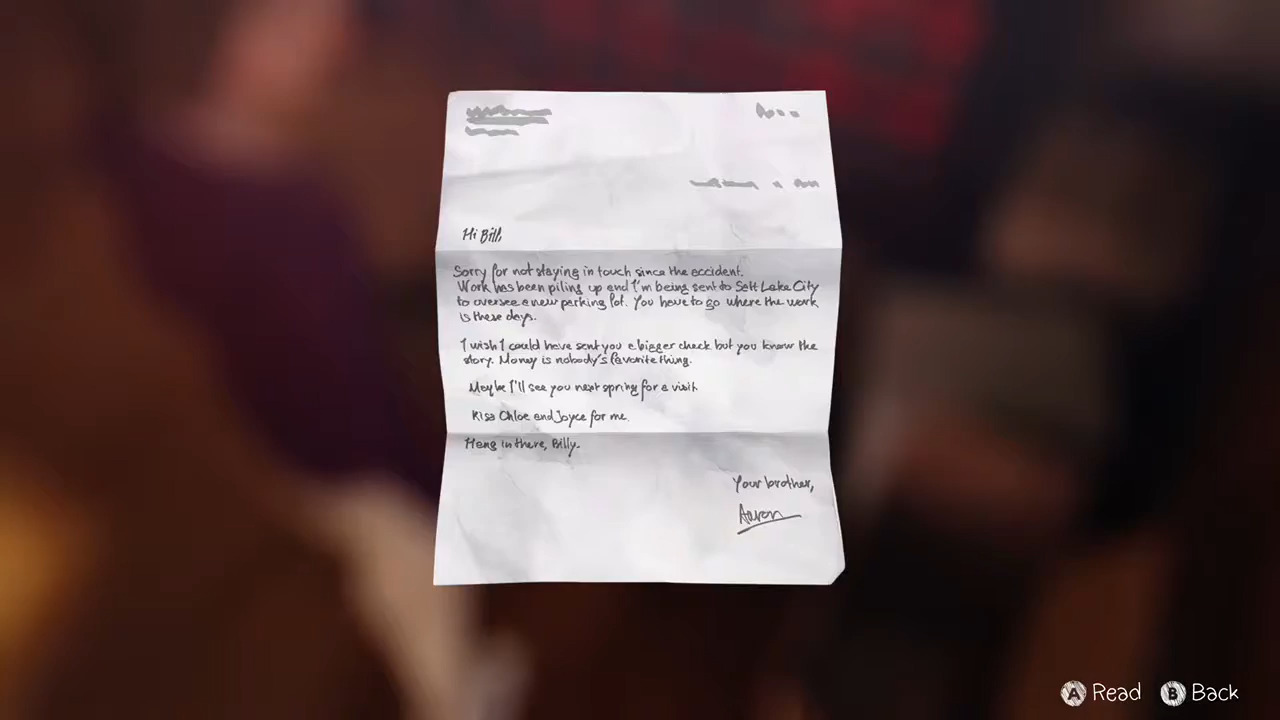 Hi Bill,
Sorry for not staying in touch since the accident.
Work has been piling up and I'm being sent to Salt Lake City
to oversee a new parking lot. You have to go where the work
is these days.
I wish I could have sent you a bigger check but you know the
story. Money is nobody's favorite thing.
Maybe I'll see you next spring for a visit.
Kiss Chloe and Joyce for me.
Hang in there, Billy.
Your brother,
Aaron
A Read B Back